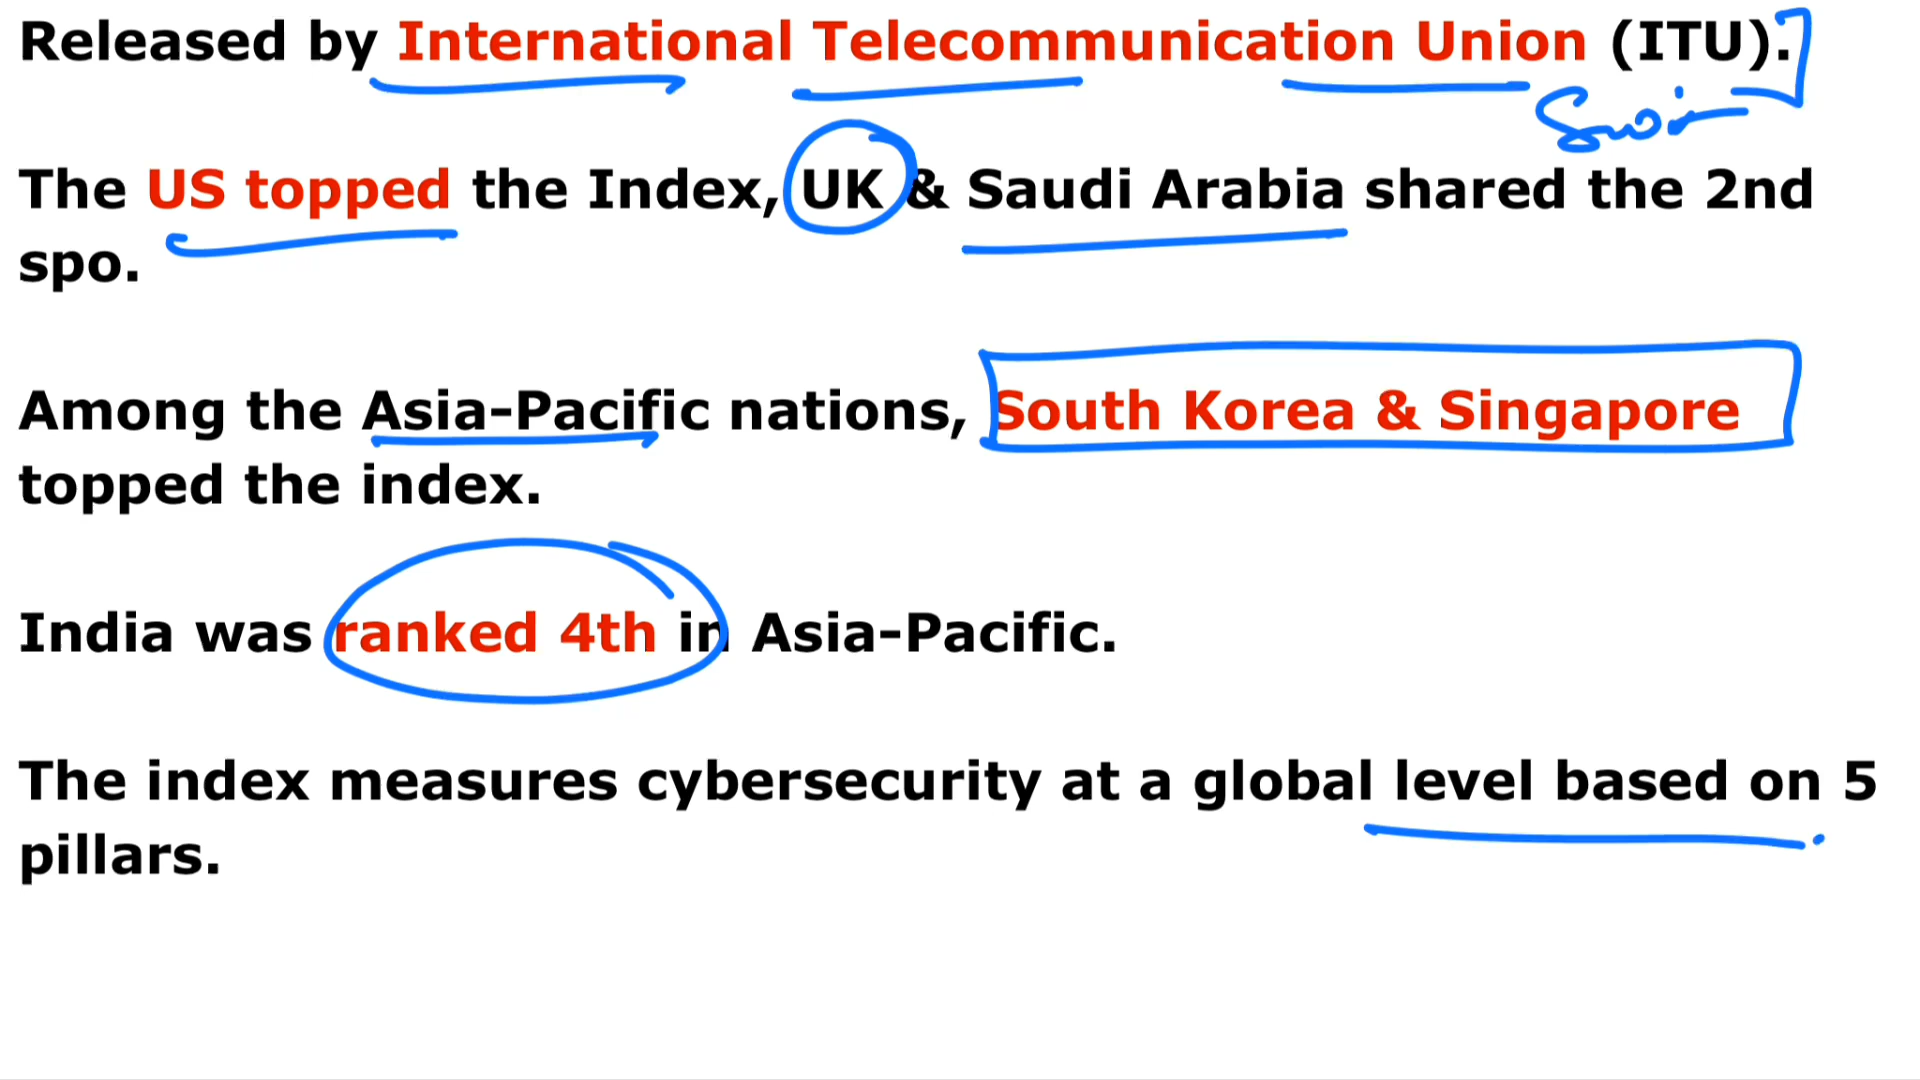 Released by International Telecommunication Union (ITU).
The US topped the Index, UK & Saudi Arabia shared the 2nd
spo.
Among the Asia-Pacific nations, South Korea & Singapore
topped the index.
India was ranked 4th in Asia-Pacific.
The index measures cybersecurity at a global level based on 5
pillars.